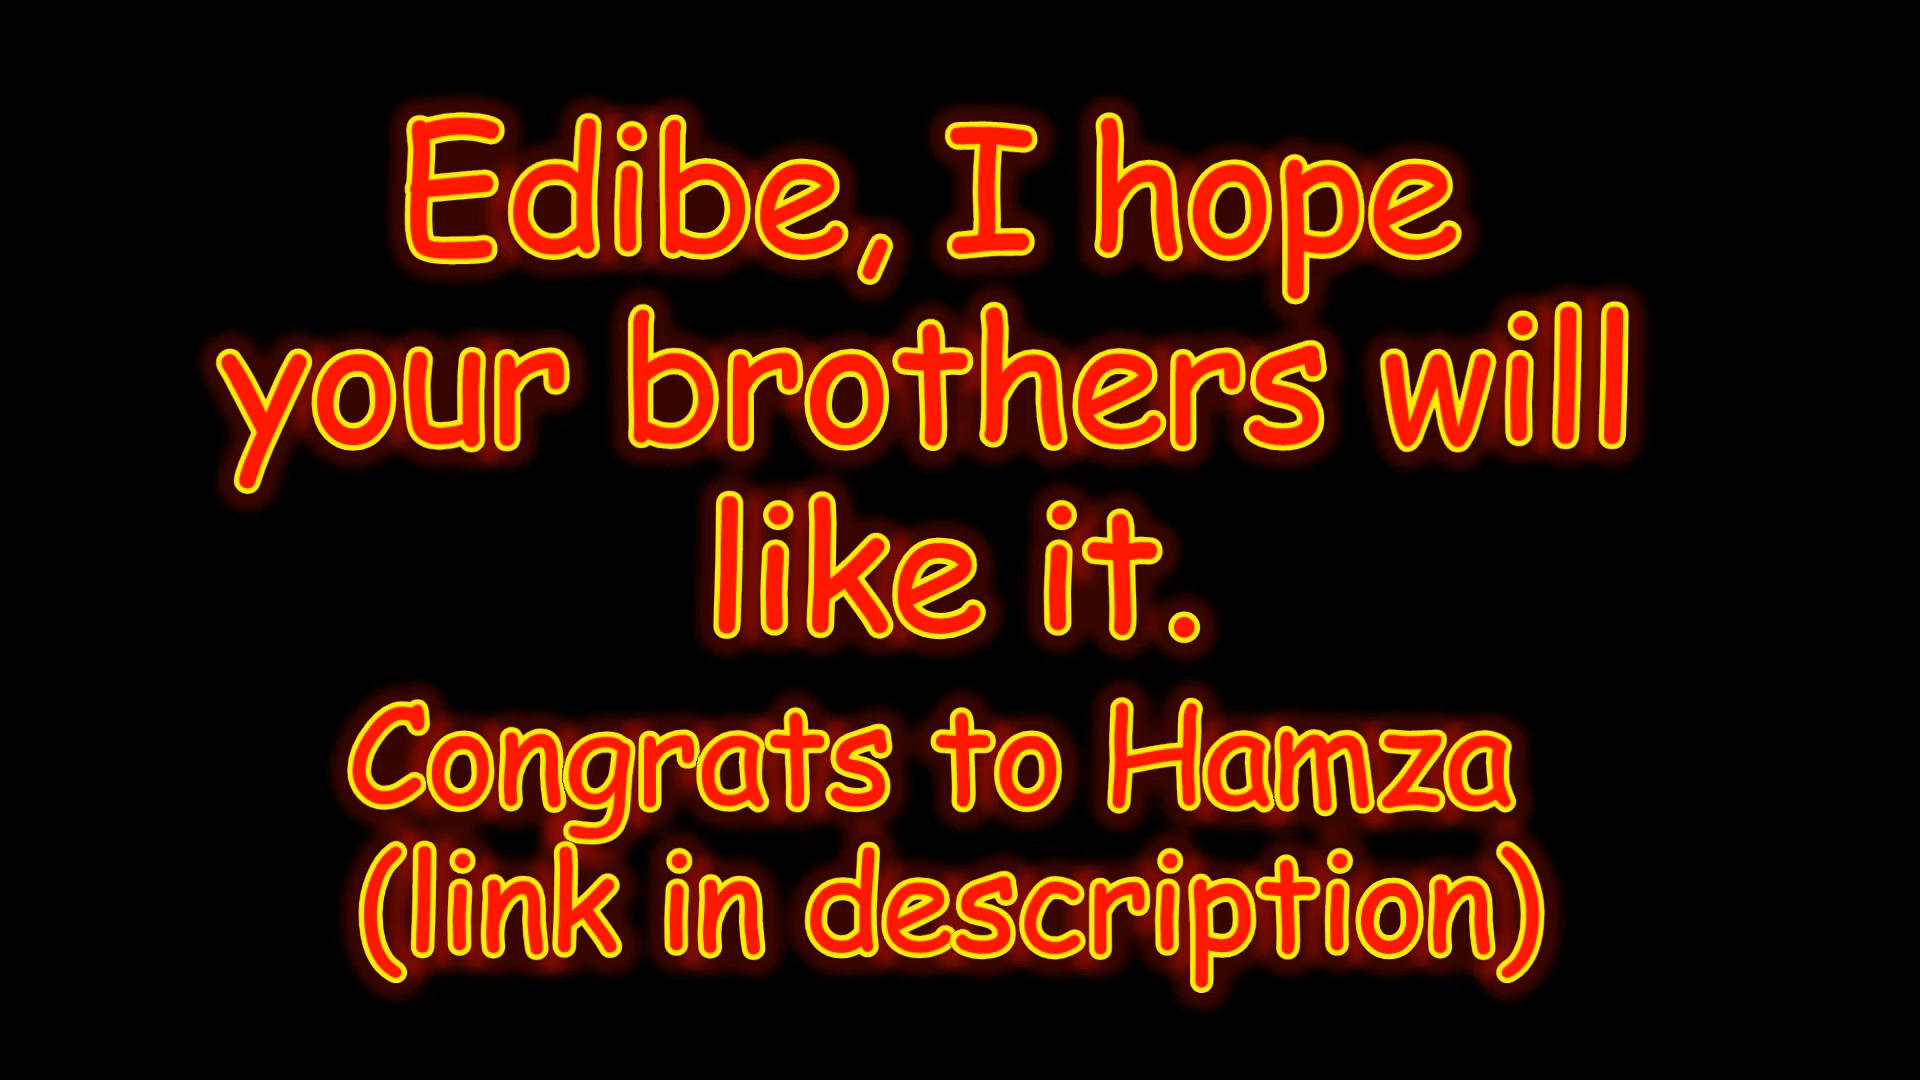 Edibe, I hope
your brothers will
like it.
Congrats to Hamza
(link in description)